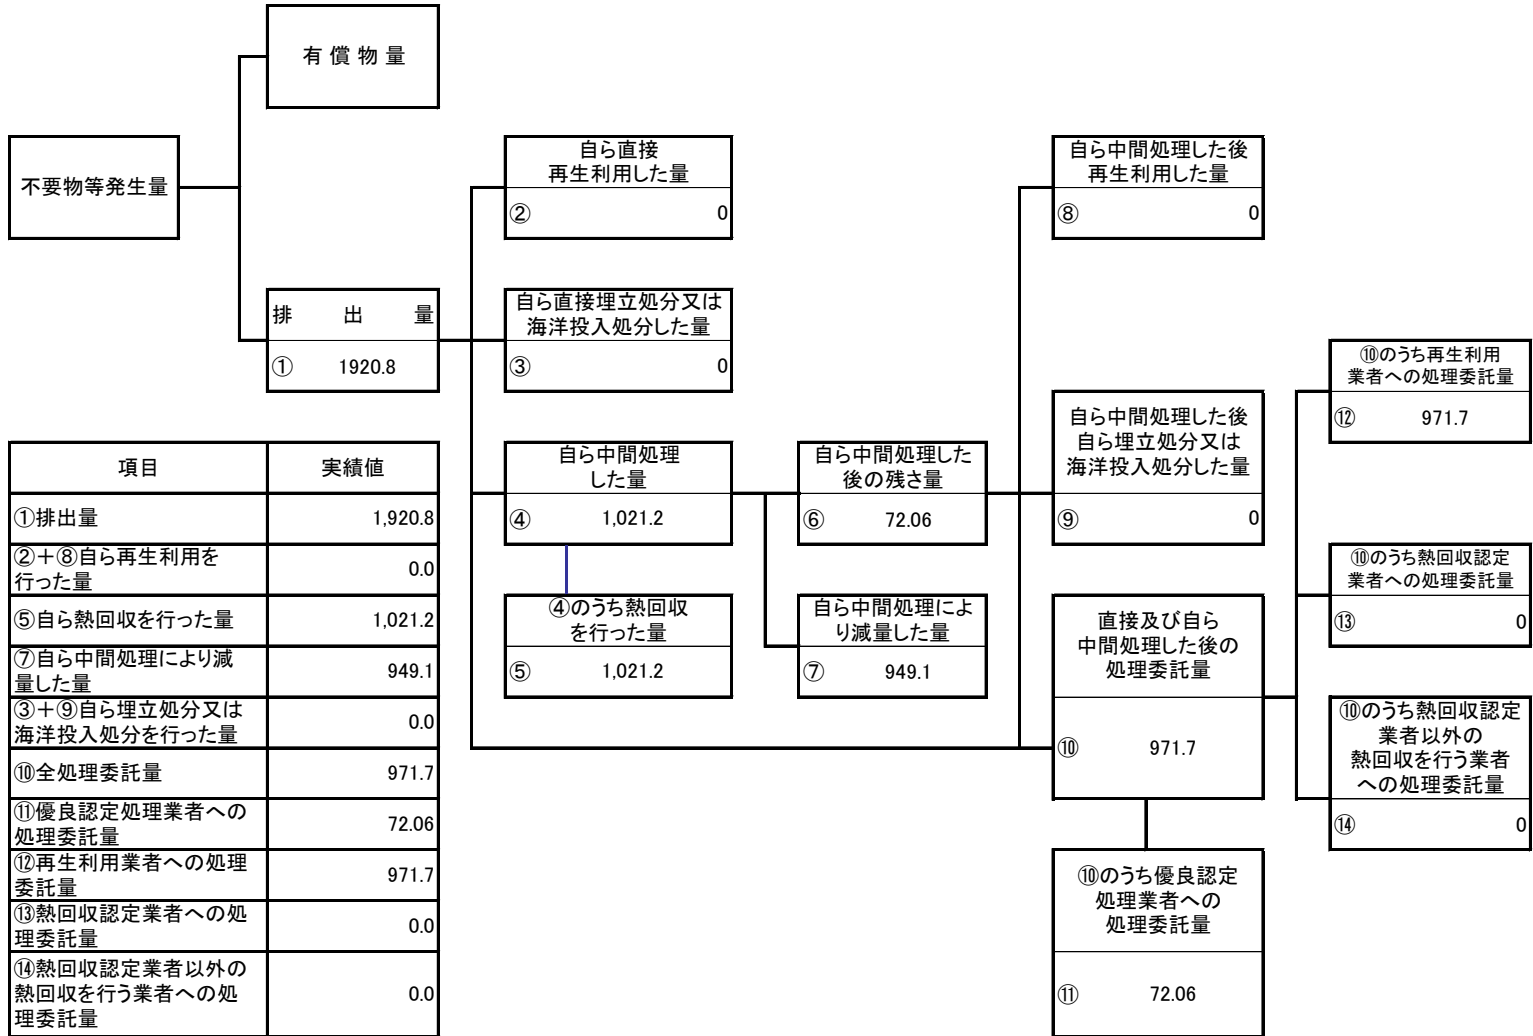 有 償 物 量
不要物等発生量
自ら直接
再生利用した量
② 0
自ら中間処理した後
再生利用した量
⑧ 0
排 出 量
① 1920.8
自ら直接埋立処分又は
海洋投入処分した量
③ 0
⑩のうち再生利用
業者への処理委託量
⑫ 971.7
自ら中間処理
した量
④ 1,021.2
自ら中間処理した
後の残さ量
⑥ 72.06
自ら中間処理した後
自ら埋立処分又は
海洋投入処分した量
⑨ 0
⑩のうち熱回収認定
業者への処理委託量
⑬ 0
④のうち熱回収
を行った量
⑤ 1,021.2
自ら中間処理によ
り減量した量
⑦ 949.1
直接及び自ら
中間処理した後の
処理委託量
⑩ 971.7
⑩のうち熱回収認定
業者以外の
熱回収を行う業者
への処理委託量
⑭ 0
⑩のうち優良認定
処理業者への
処理委託量
⑪ 72.06
項目 実績値
①排出量 1,920.8
②+⑧自ら再生利用を
行った量 0.0
⑤自ら熱回収を行った量 1,021.2
⑦自ら中間処理により減
量した量 949.1
③+⑨自ら埋立処分又は
海洋投入処分を行った量 0.0
⑩全処理委託量 971.7
⑪優良認定処理業者への
処理委託量 72.06
⑫再生利用業者への処理
委託量 971.7
⑬熱回収認定業者への処
理委託量 0.0
⑭熱回収認定業者以外の
熱回収を行う業者への処
理委託量 0.0